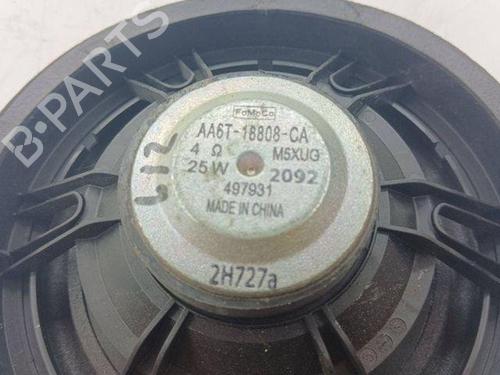 B-PARTS
FoMoCo
AA6T-18808-CA
4 Ω M5XUG
25W 2092
497931
MADE IN CHINA
2H727a
L12